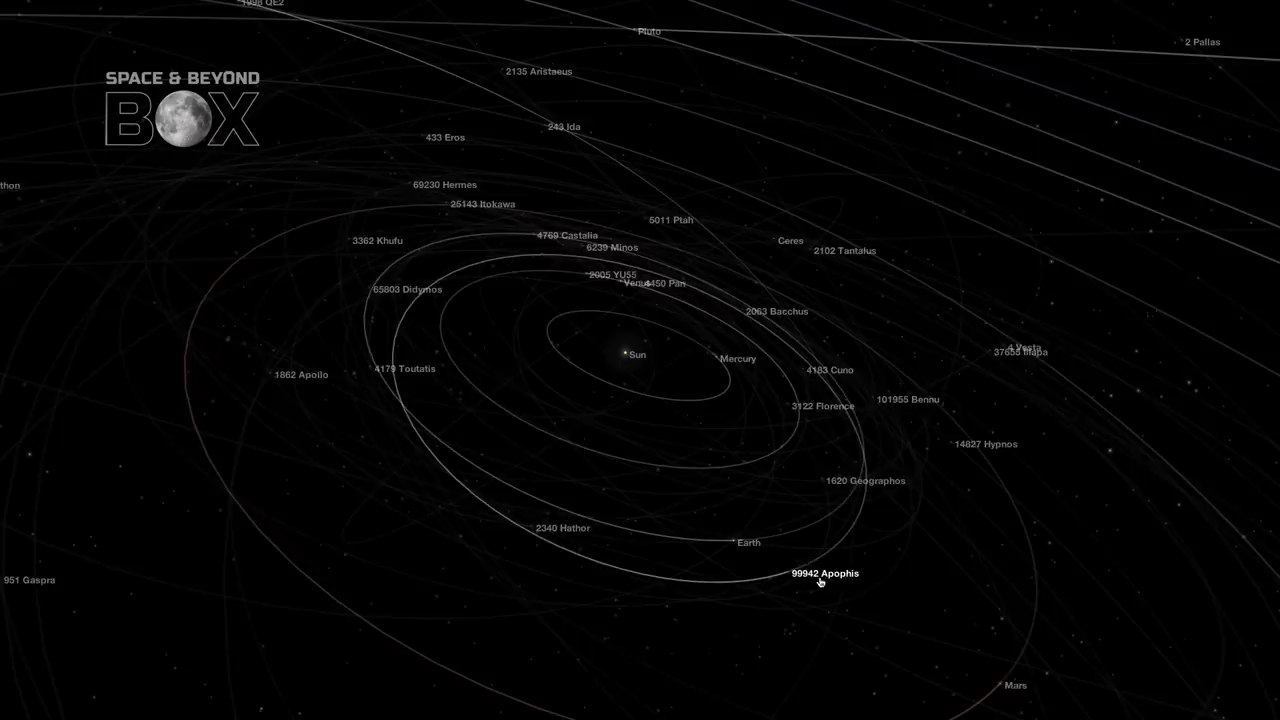 1998 QE2
Pluto
2 Pallas
2135 Aristaeus
SPACE & BEYOND
BOX
243 Ida
433 Eros
thon
69230 Hermes
25143 Itokawa
5011 Ptah
4769 Castalia
3362 Khufu
Ceres
6239 Minos
2102 Tantalus
2005 YU55
Venus
4450 Pan
65803 Didymos
2063 Bacchus
4 Vesta
37655 Illapa
Sun
Mercury
4179 Toutatis
4183 Cuno
1862 Apollo
101955 Bennu
3122 Florence
14827 Hypnos
1620 Geographos
2340 Hathor
Earth
99942 Apophis
951 Gaspra
Mars